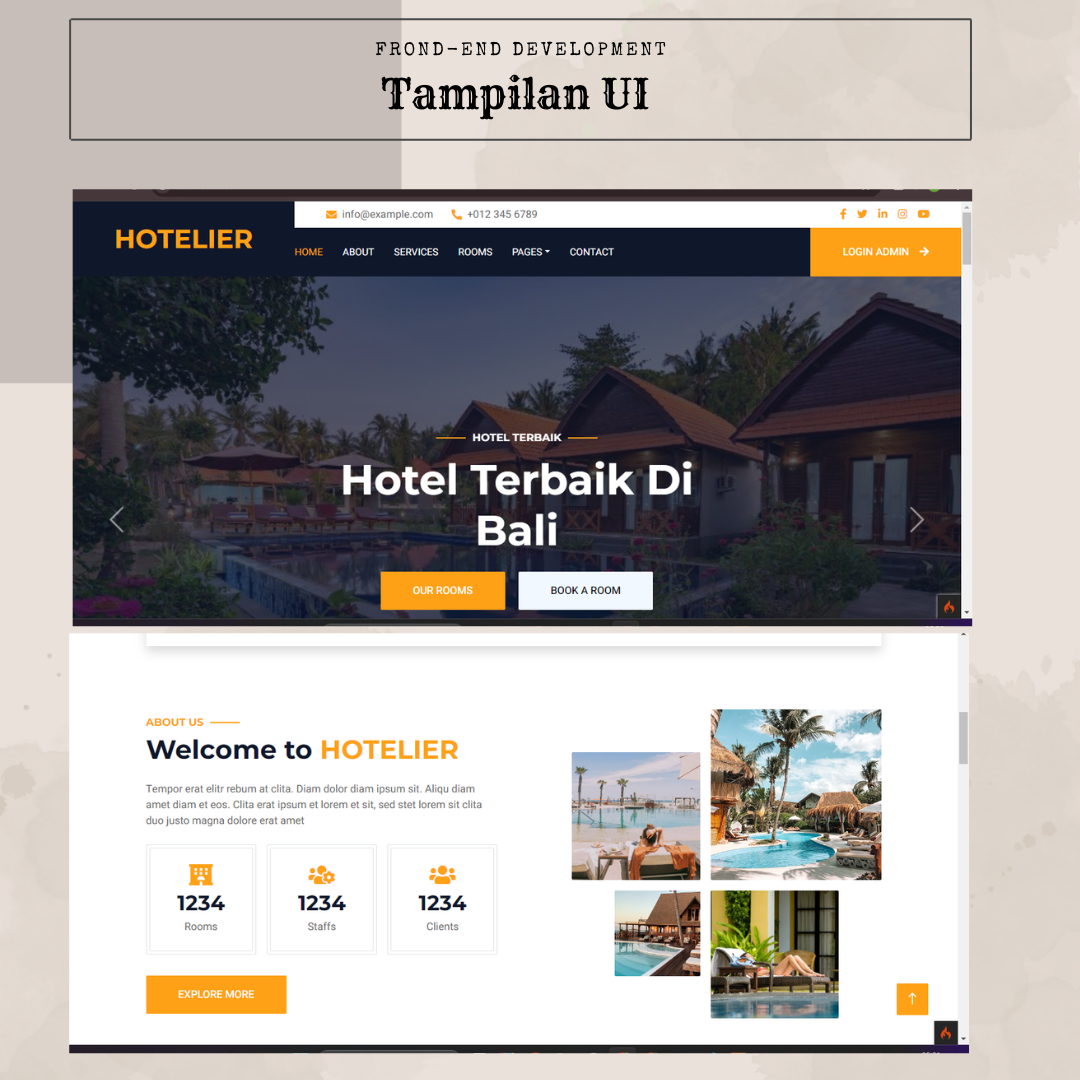 FROND-END DEVELOPMENT
Tampilan UI
HOTELIER
info@example.com +012 345 6789
HOME ABOUT SERVICES ROOMS PAGES CONTACT
LOGIN ADMIN
HOTEL TERBAIK
Hotel Terbaik Di
Bali
OUR ROOMS BOOK A ROOM
ABOUT US
Welcome to HOTELIER
Tempor erat elitr rebum at clita. Diam dolor diam ipsum sit. Aliqu diam
amet diam et eos. Clita erat ipsum et lorem et sit, sed stet lorem sit clita
duo justo magna dolore erat amet
1234 1234 1234
Rooms Staffs Clients
EXPLORE MORE